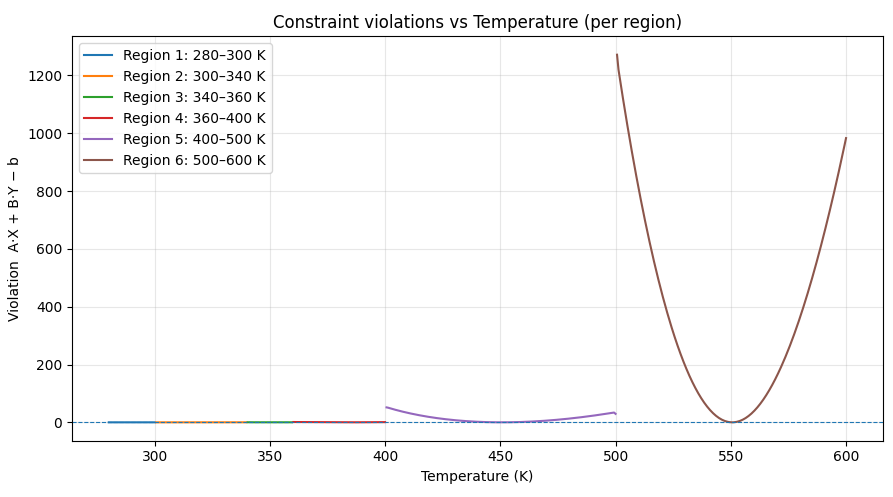 Constraint violations vs Temperature (per region)
Violation A·X + B·Y − b
1200
1000
800
600
400
200
0
Region 1: 280–300 K
Region 2: 300–340 K
Region 3: 340–360 K
Region 4: 360–400 K
Region 5: 400–500 K
Region 6: 500–600 K
300 350 400 450 500 550 600
Temperature (K)